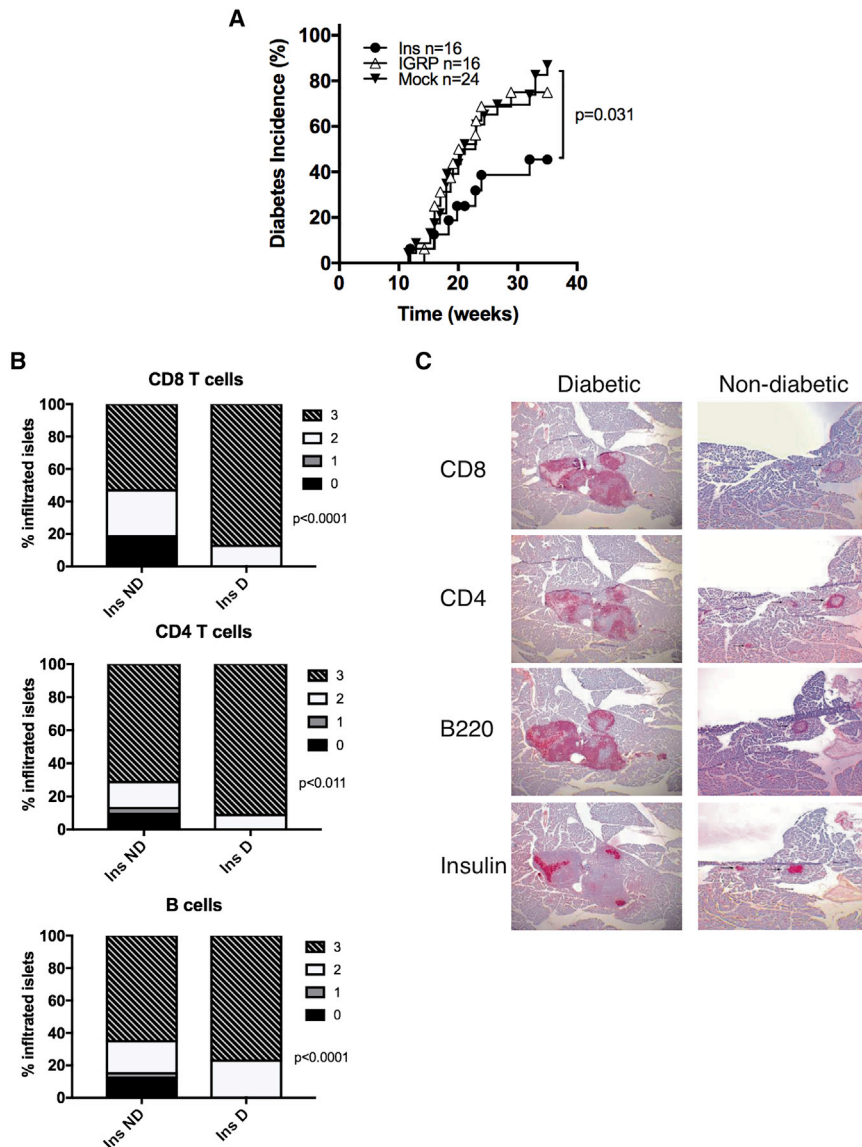 A
Diabetes Incidence (%)
100
80
60
40
20
0
Ins n=16
IGRP n=16
Mock n=24
p=0.031
0 10 20 30 40
Time (weeks)
B
CD8 T cells
% infiltrated islets
100
80
60
40
20
0
3
2
1
0
p<0.0001
Ins ND Ins D
CD4 T cells
% infiltrated islets
100
80
60
40
20
0
3
2
1
0
p<0.011
Ins ND Ins D
B cells
% infiltrated islets
100
80
60
40
20
0
3
2
1
0
p<0.0001
Ins ND Ins D
C
Diabetic Non-diabetic
CD8
CD4
B220
Insulin